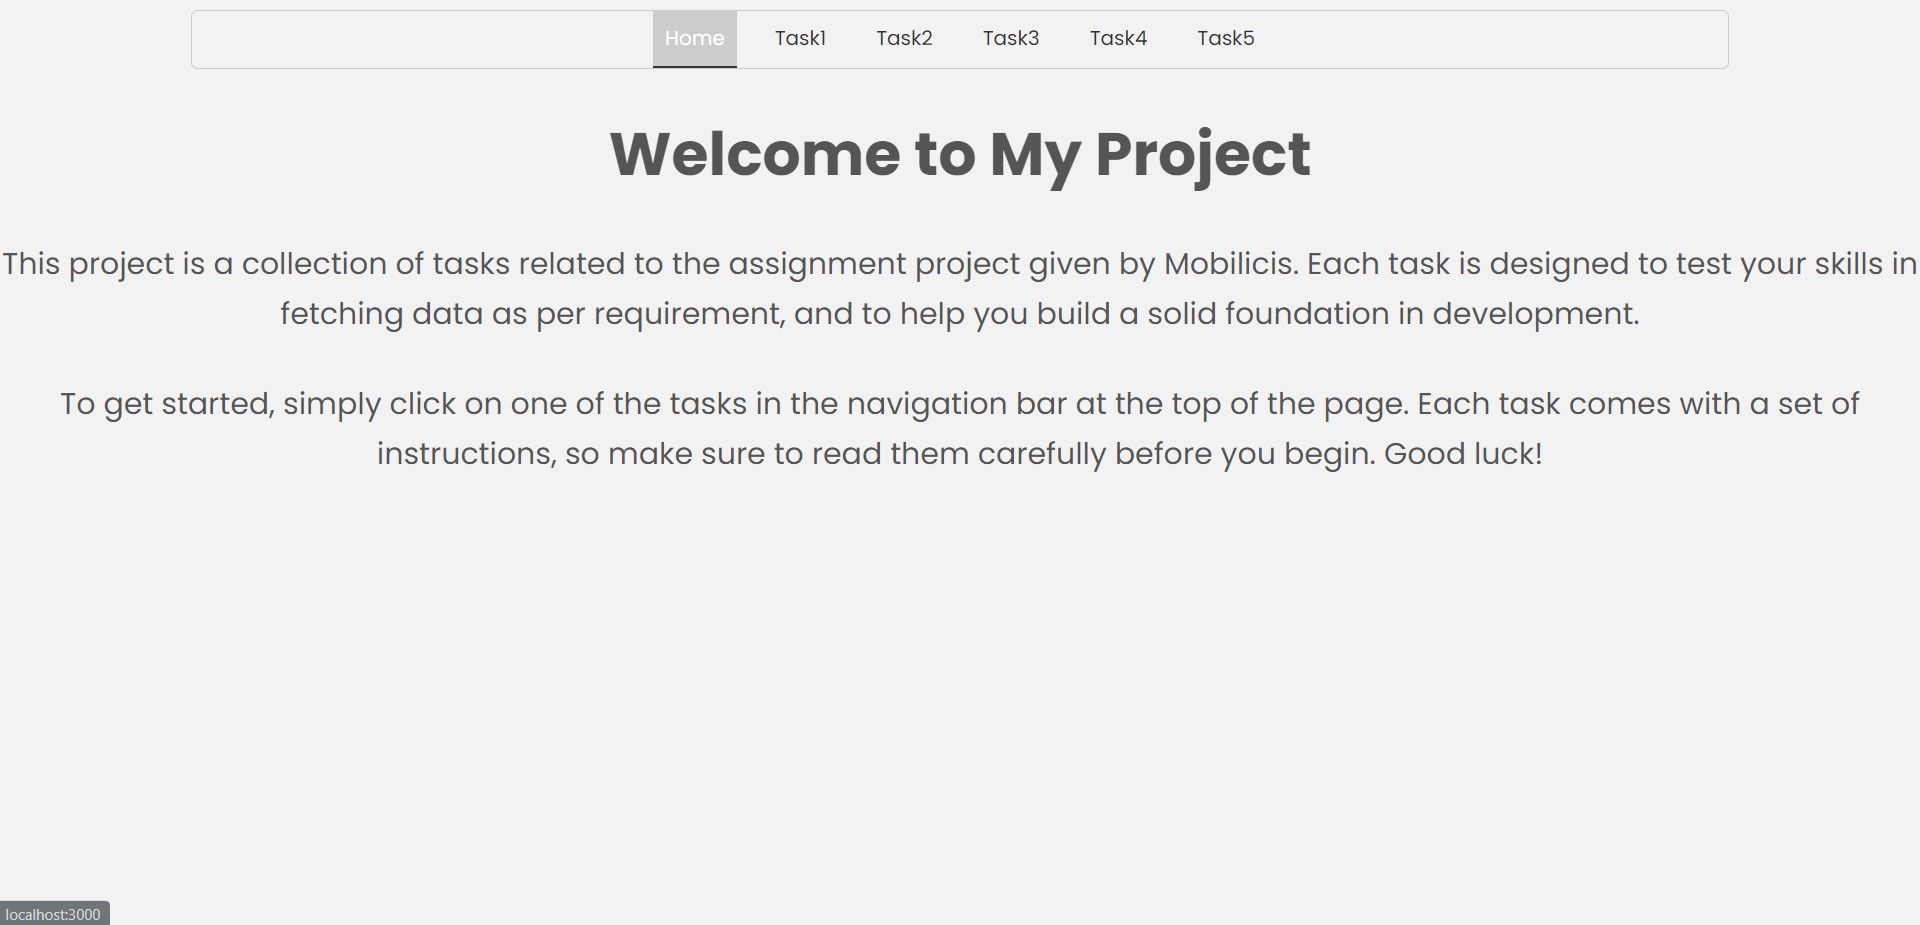 Home Task1 Task2 Task3 Task4 Task5
Welcome to My Project
This project is a collection of tasks related to the assignment project given by Mobilicis. Each task is designed to test your skills in
fetching data as per requirement, and to help you build a solid foundation in development.
To get started, simply click on one of the tasks in the navigation bar at the top of the page. Each task comes with a set of
instructions, so make sure to read them carefully before you begin. Good luck!
localhost:3000